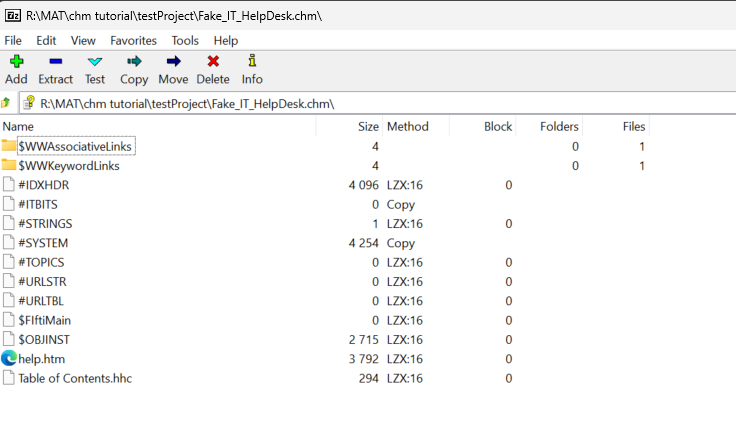 7z R:\MAT\chm tutorial\testProject\Fake_IT_HelpDesk.chm\
File Edit View Favorites Tools Help
Add Extract Test Copy Move Delete Info
R:\MAT\chm tutorial\testProject\Fake_IT_HelpDesk.chm\
Name Size Method Block Folders Files
$WWAssociativeLinks 4 0 1
$WWKeywordLinks 4 0 1
#IDXHDR 4 096 LZX:16 0
#ITBITS 0 Copy
#STRINGS 1 LZX:16 0
#SYSTEM 4 254 Copy
#TOPICS 0 LZX:16 0
#URLSTR 0 LZX:16 0
#URLTBL 0 LZX:16 0
$FIftiMain 0 LZX:16 0
$OBJINST 2 715 LZX:16 0
help.htm 3 792 LZX:16 0
Table of Contents.hhc 294 LZX:16 0